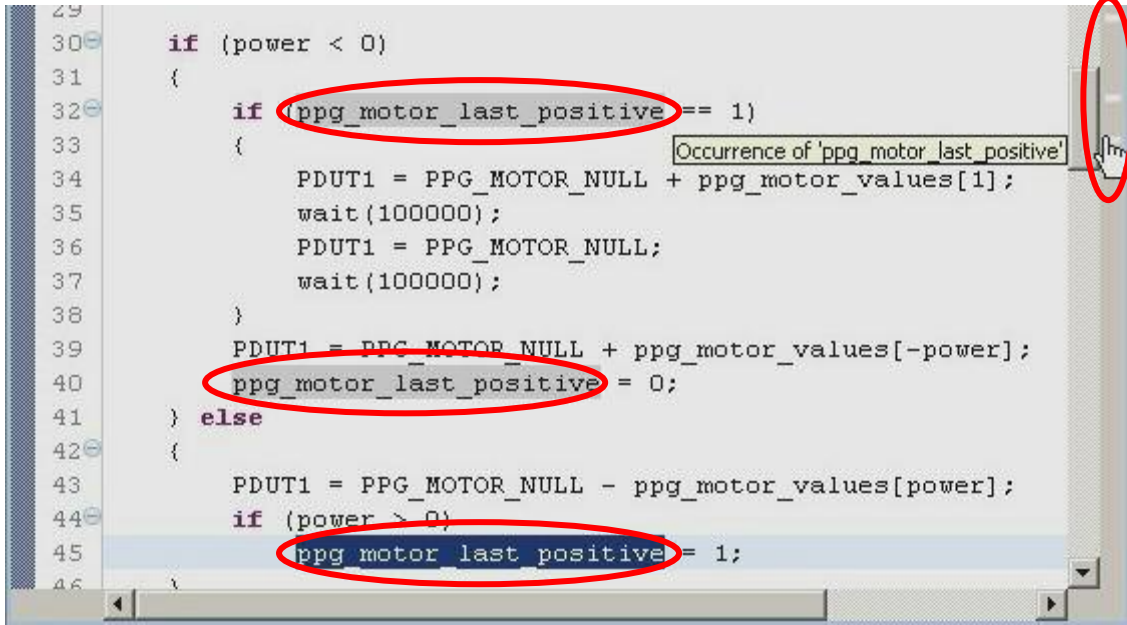 29
30 if (power < 0)
31 {
32 if (ppg_motor_last_positive == 1)
33 {
Occurrence of 'ppg_motor_last_positive'
34 PDUT1 = PPG_MOTOR_NULL + ppg_motor_values[1];
35 wait(100000);
36 PDUT1 = PPG_MOTOR_NULL;
37 wait(100000);
38 }
39 PDUT1 = PPG_MOTOR_NULL + ppg_motor_values[-power];
40 ppg_motor_last_positive = 0;
41 } else
42 {
43 PDUT1 = PPG_MOTOR_NULL - ppg_motor_values[power];
44 if (power > 0)
45 ppg_motor_last_positive = 1;
46 }